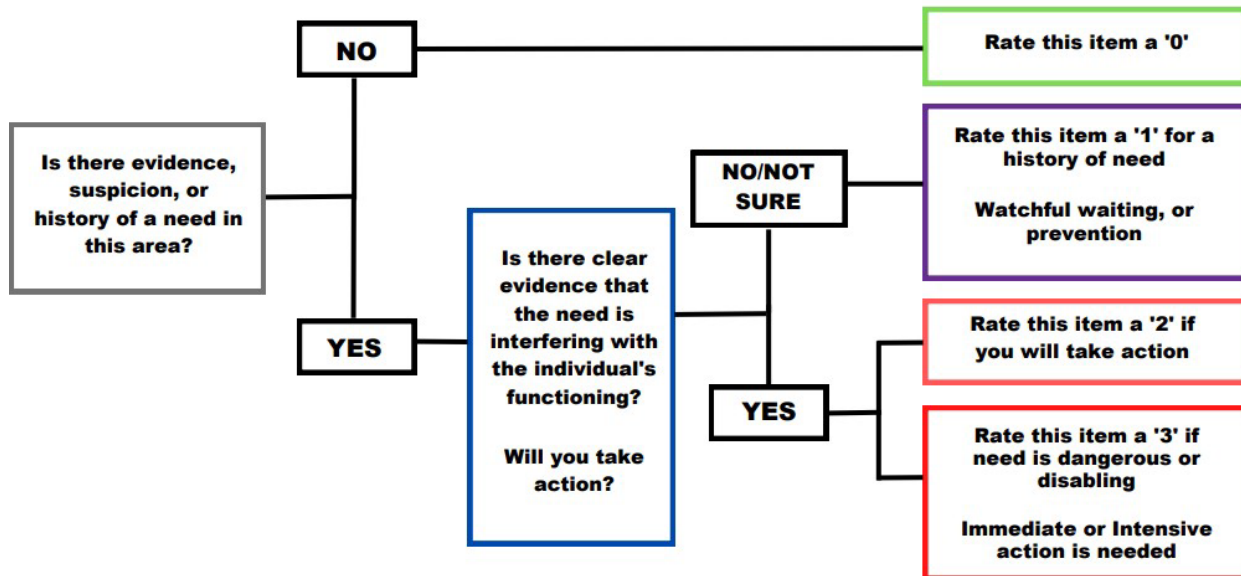 NO
Rate this item a '0'
Is there evidence,
suspicion, or
history of a need in
this area?
NO/NOT
SURE
Rate this item a '1' for a
history of need
Watchful waiting, or
prevention
YES
Is there clear
evidence that
the need is
interfering with
the individual's
functioning?
Will you take
action?
YES
Rate this item a '2' if
you will take action
Rate this item a '3' if
need is dangerous or
disabling
Immediate or Intensive
action is needed